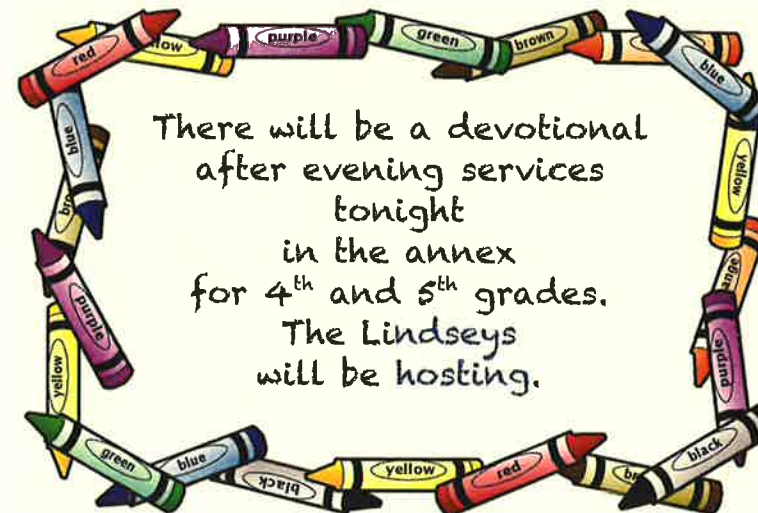 red
yellow
purple
green
brown
blue
There will be a devotional
after evening services
tonight
in the annex
for 4th and 5th grades.
The Lindseys
will be hosting.
blue
purple
yellow
green
blue
black
yellow
red
black
purple
yellow